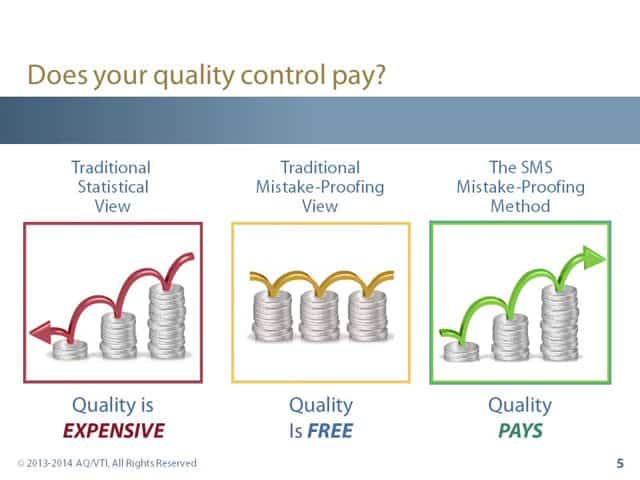 Does your quality control pay?
Traditional
Statistical
View
Traditional
Mistake-Proofing
View
The SMS
Mistake-Proofing
Method
Quality is
EXPENSIVE
Quality
Is FREE
Quality
PAYS
© 2013-2014 AQ/VTI, All Rights Reserved
5